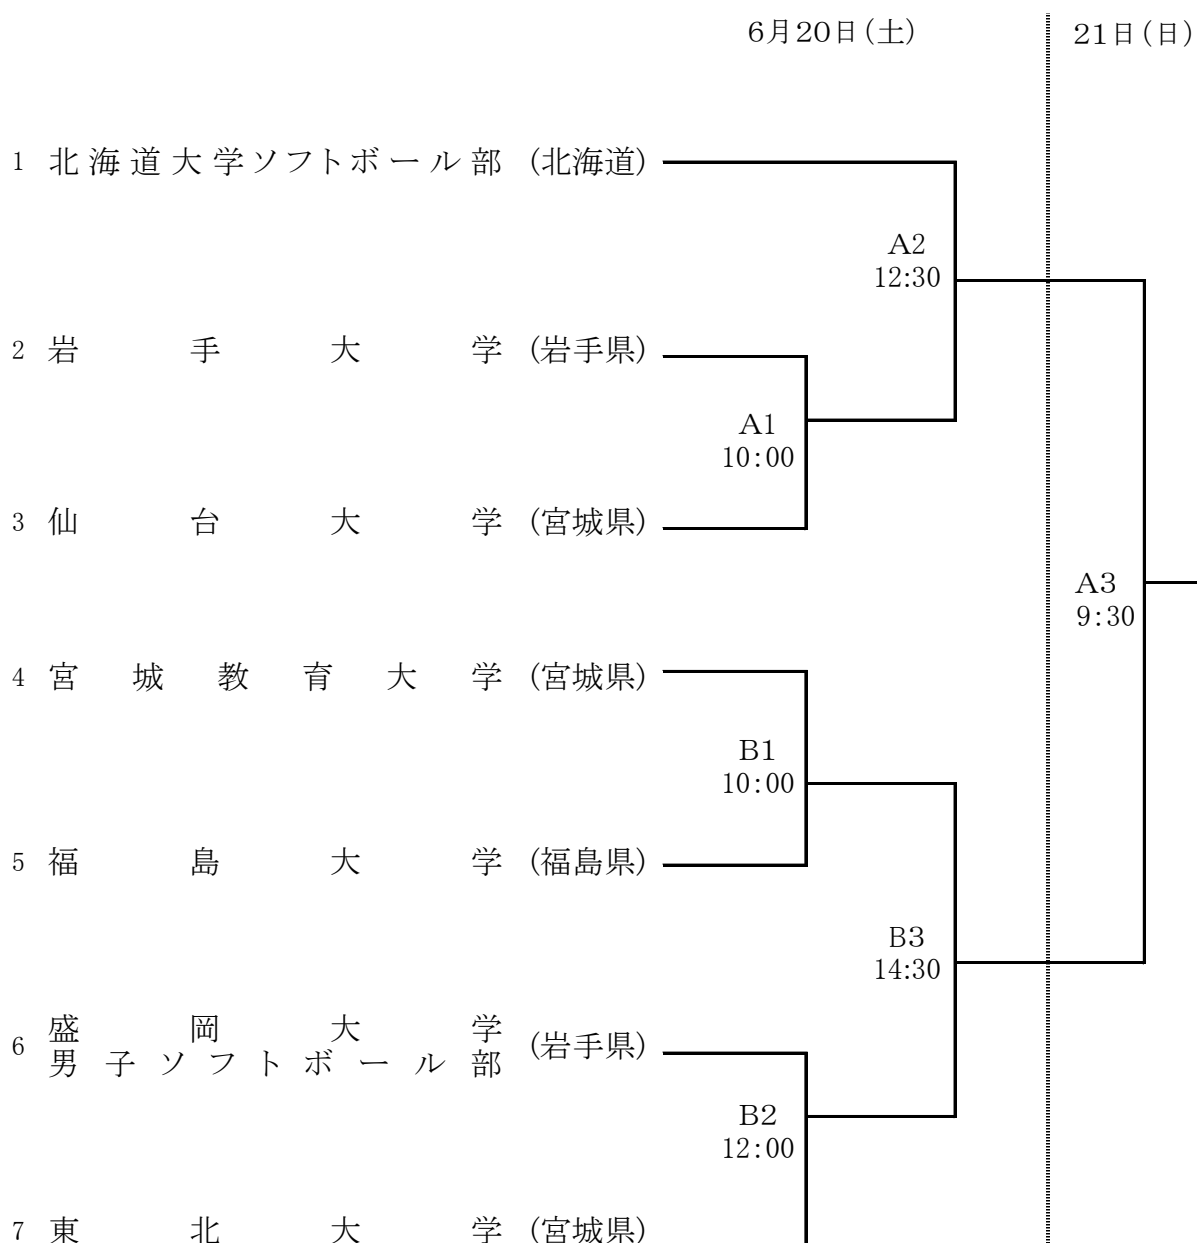 6月20日(土) 21日(日)
1 北海道大学ソフトボール部 (北海道)
A2
12:30
2 岩手大学 (岩手県)
A1
10:00
3 仙台大学 (宮城県)
A3
9:30
4 宮城教育大学 (宮城県)
B1
10:00
5 福島大学 (福島県)
B3
14:30
6 盛岡大学
男子ソフトボール部 (岩手県)
B2
12:00
7 東北大学 (宮城県)